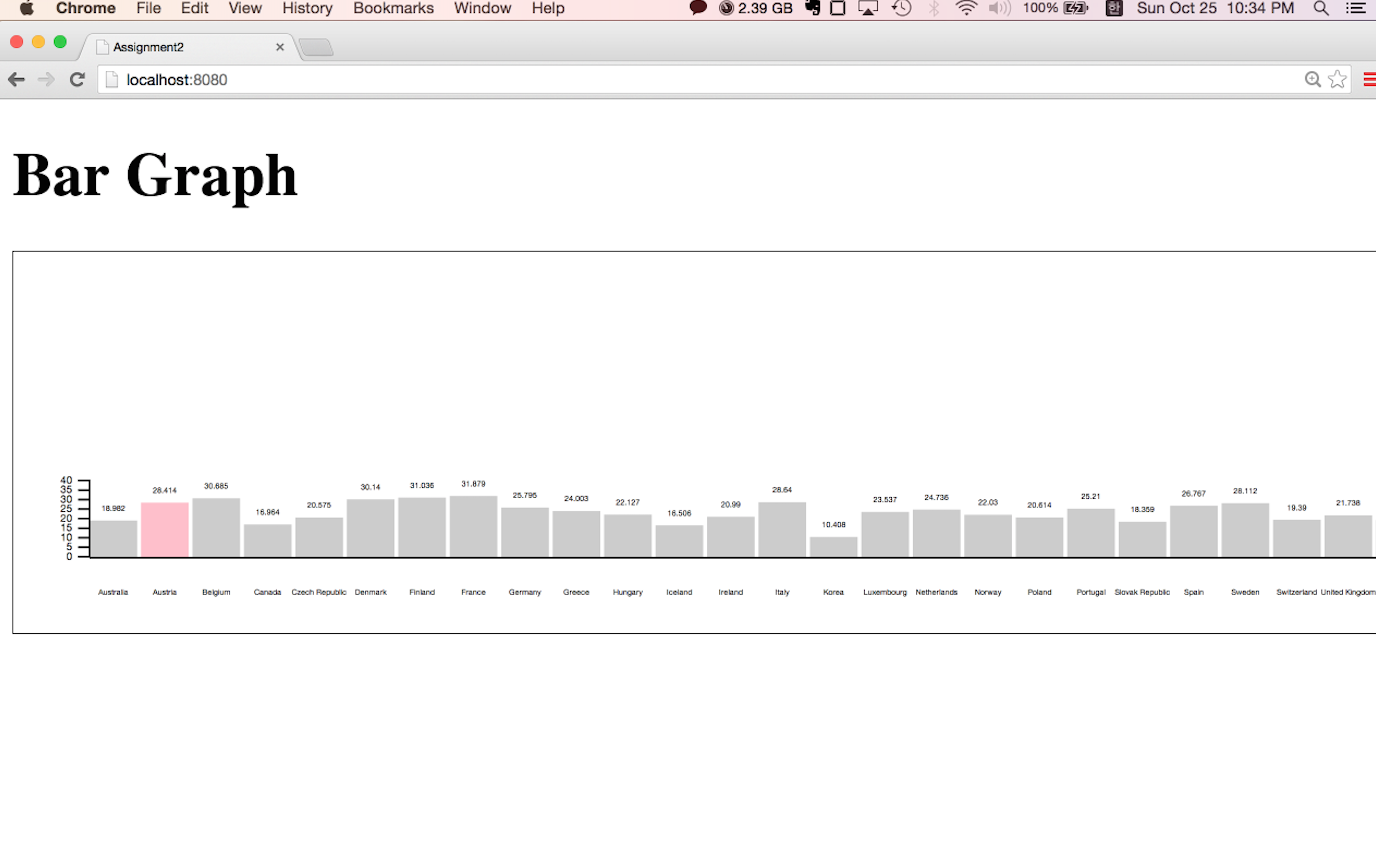 Chrome File Edit View History Bookmarks Window Help 2.39 GB 100% 한 Sun Oct 25 10:34 PM
Assignment2
localhost:8080
Bar Graph
40
35
30
25
20
15
10
5
0
18.982 28.414 30.685 16.964 20.575 30.14 31.036 31.879 25.795 24.003 22.127 16.506 20.99 28.64 10.408 23.537 24.736 22.03 20.614 25.21 18.359 26.767 28.112 19.39 21.738
Australia Austria Belgium Canada Czech Republic Denmark Finland France Germany Greece Hungary Iceland Ireland Italy Korea Luxembourg Netherlands Norway Poland Portugal Slovak Republic Spain Sweden Switzerland United Kingdom